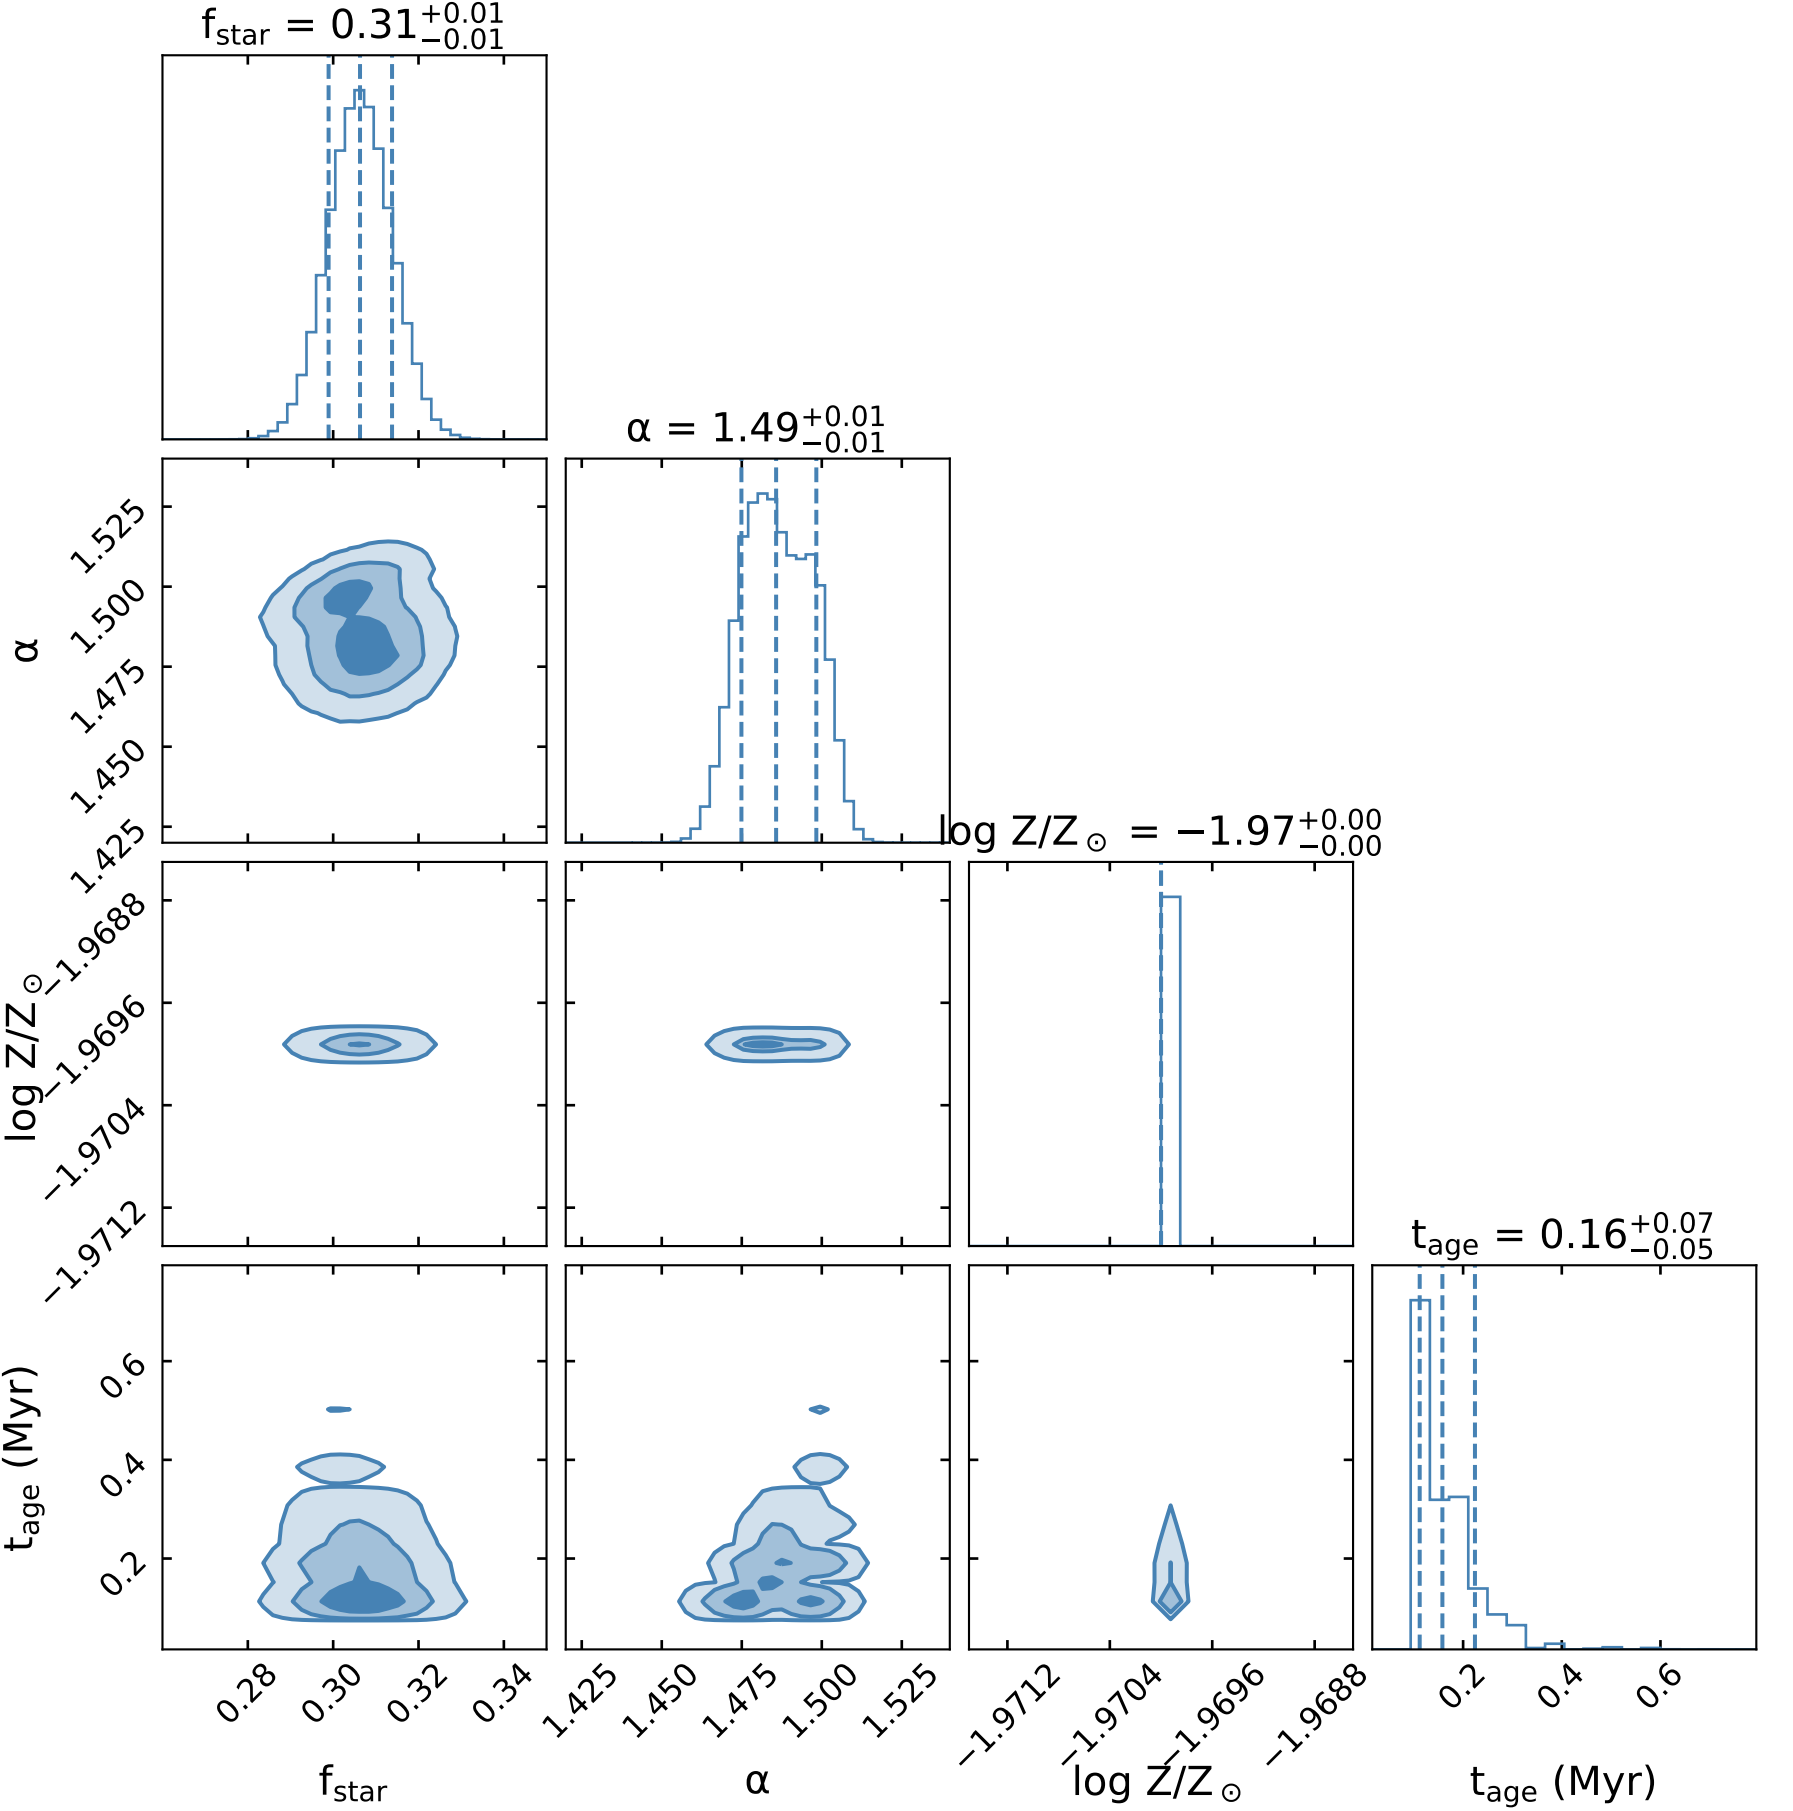 f_star = 0.31 +0.01 −0.01
α = 1.49 +0.01 −0.01
log Z/Z⊙ = −1.97 +0.00 −0.00
t_age = 0.16 +0.07 −0.05
α
1.525
1.500
1.475
1.450
1.425
log Z/Z⊙
−1.9688
−1.9696
−1.9704
−1.9712
t_age (Myr)
0.6
0.4
0.2
0.28 0.30 0.32 0.34
1.425 1.450 1.475 1.500 1.525
−1.9712 −1.9704 −1.9696 −1.9688
0.2 0.4 0.6
f_star
α
log Z/Z⊙
t_age (Myr)